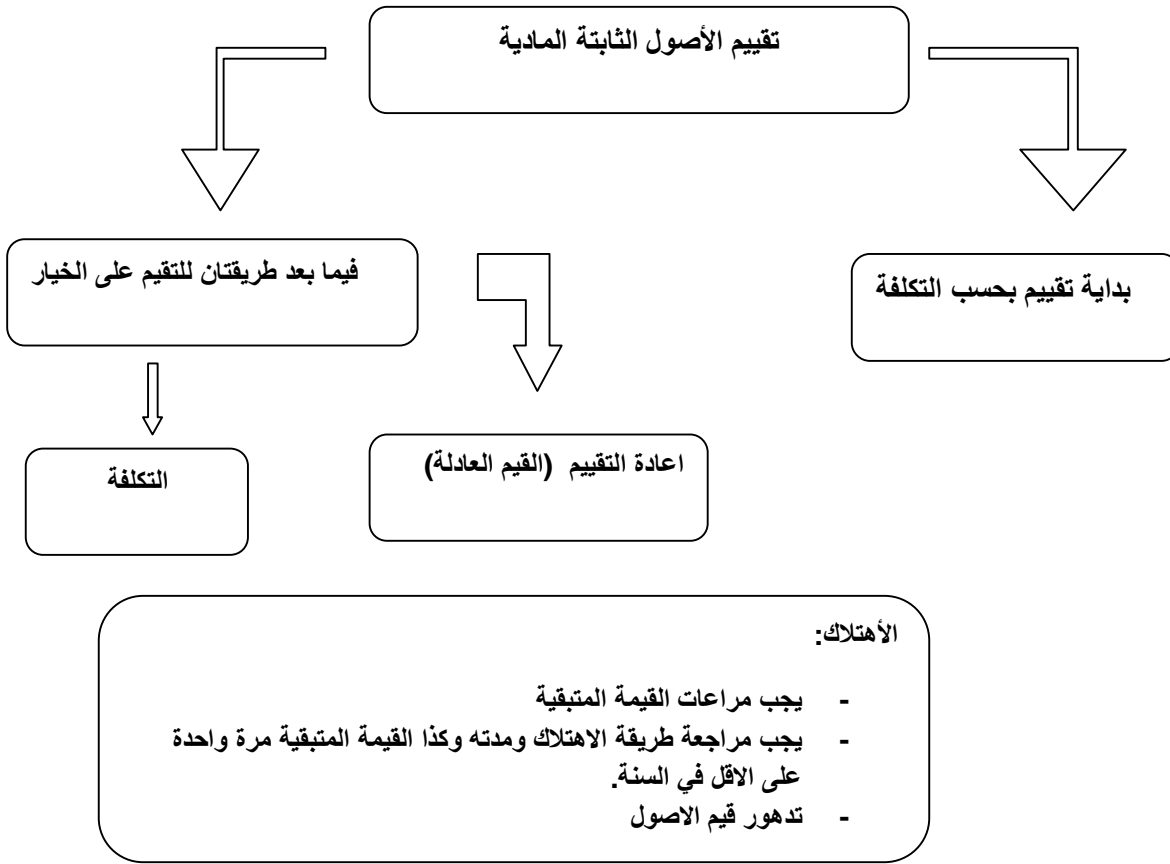 تقييم الأصول الثابتة المادية
بداية تقييم بحسب التكلفة
فيما بعد طريقتان للتقيم على الخيار
اعادة التقييم (القيم العادلة)
التكلفة
الأهتلاك:
- يجب مراعات القيمة المتبقية
- يجب مراجعة طريقة الاهتلاك ومدته وكذا القيمة المتبقية مرة واحدة
على الاقل في السنة.
- تدهور قيم الاصول